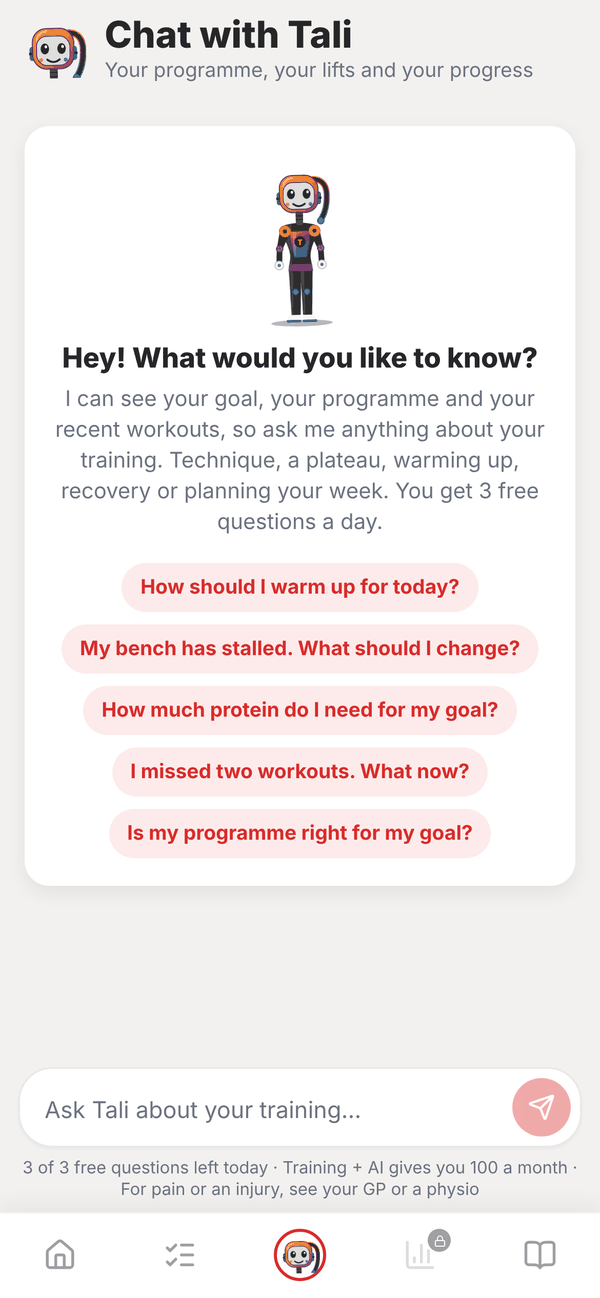 Chat with Tali
Your programme, your lifts and your progress
T
Hey! What would you like to know?
I can see your goal, your programme and your
recent workouts, so ask me anything about your
training. Technique, a plateau, warming up,
recovery or planning your week. You get 3 free
questions a day.
How should I warm up for today?
My bench has stalled. What should I change?
How much protein do I need for my goal?
I missed two workouts. What now?
Is my programme right for my goal?
Ask Tali about your training...
3 of 3 free questions left today · Training + AI gives you 100 a month ·
For pain or an injury, see your GP or a physio